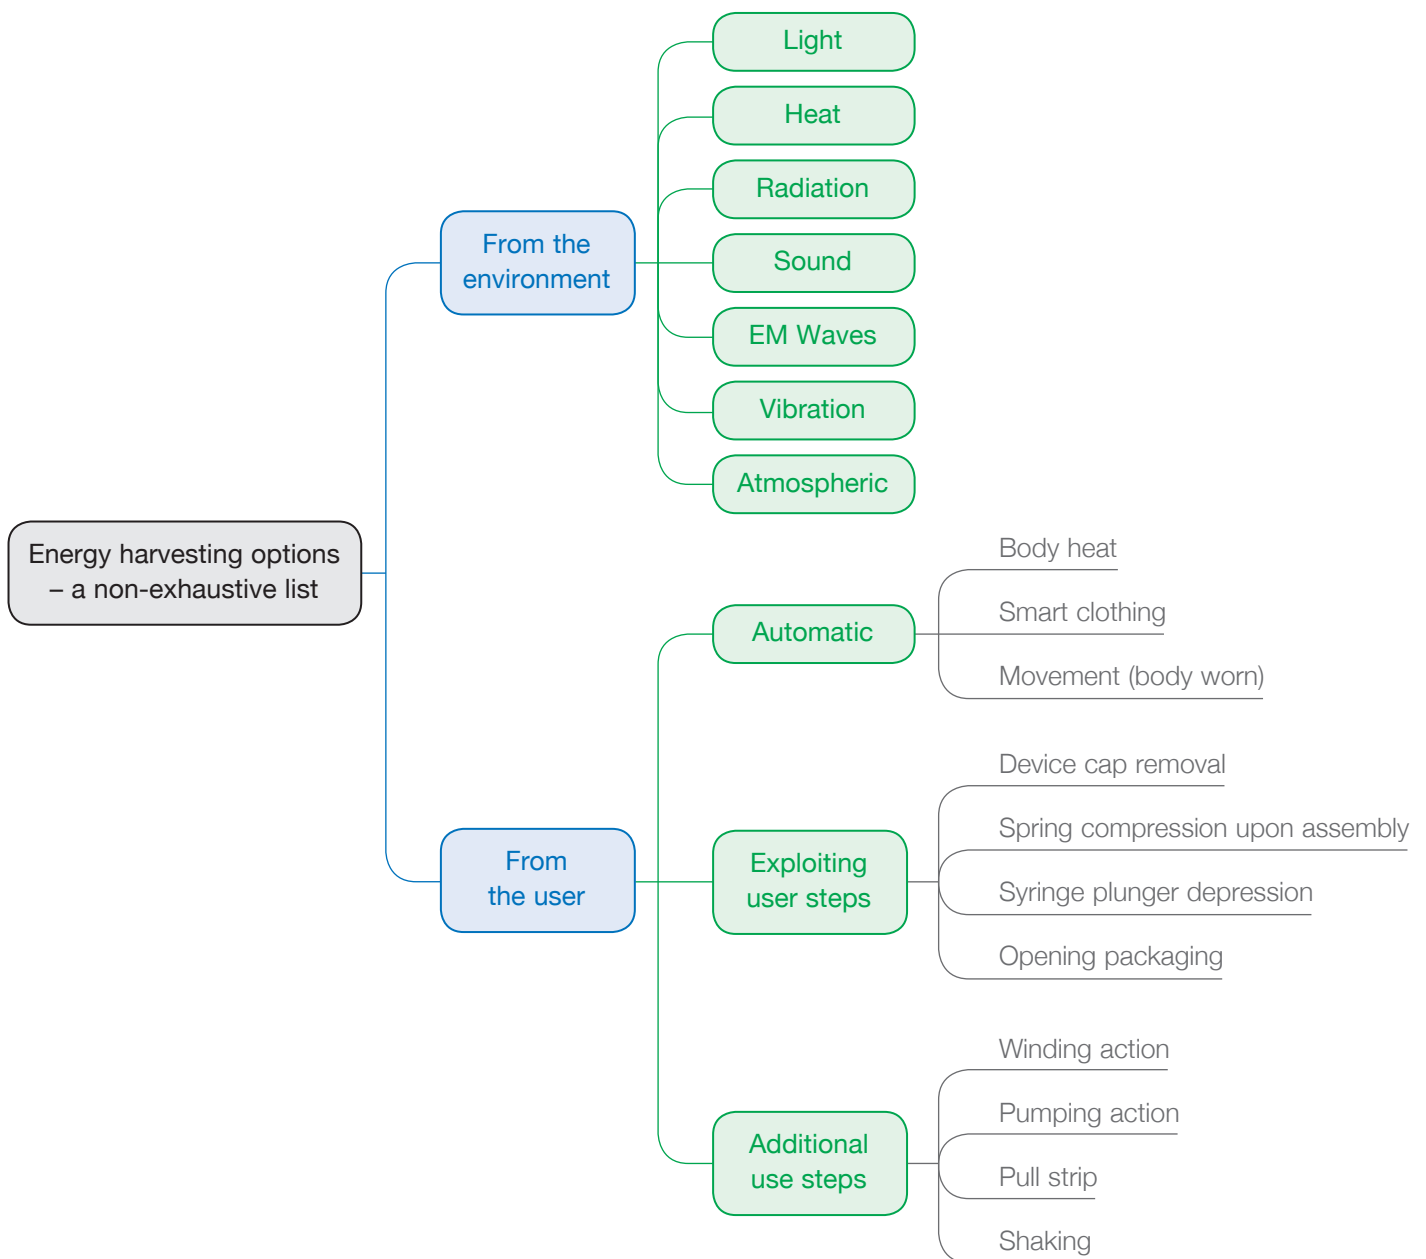 Energy harvesting options
– a non-exhaustive list
From the
environment
Light
Heat
Radiation
Sound
EM Waves
Vibration
Atmospheric
From
the user
Automatic
Body heat
Smart clothing
Movement (body worn)
Exploiting
user steps
Device cap removal
Spring compression upon assembly
Syringe plunger depression
Opening packaging
Additional
use steps
Winding action
Pumping action
Pull strip
Shaking